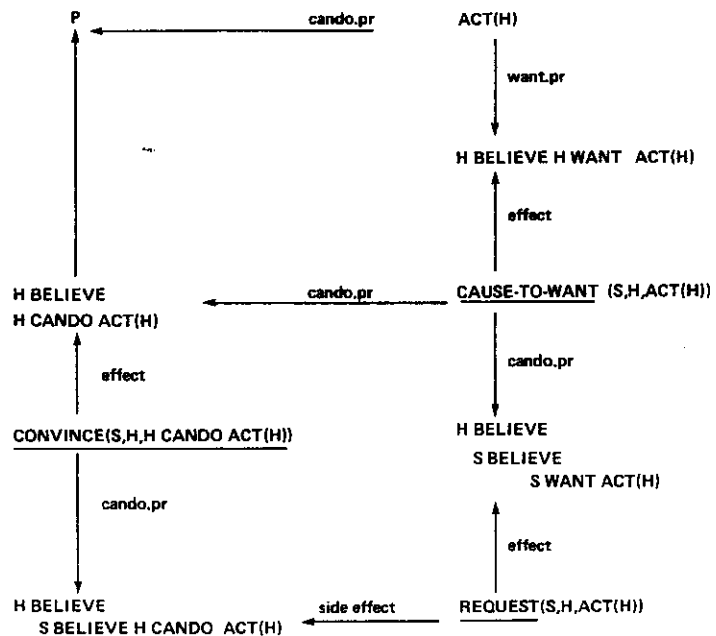 P cando.pr ACT(H)
want.pr
H BELIEVE H WANT ACT(H)
effect
H BELIEVE cando.pr CAUSE-TO-WANT (S,H,ACT(H))
H CANDO ACT(H)
effect cando.pr
CONVINCE(S,H,H CANDO ACT(H)) H BELIEVE
S BELIEVE
S WANT ACT(H)
cando.pr
effect
H BELIEVE side effect REQUEST(S,H,ACT(H))
S BELIEVE H CANDO ACT(H)